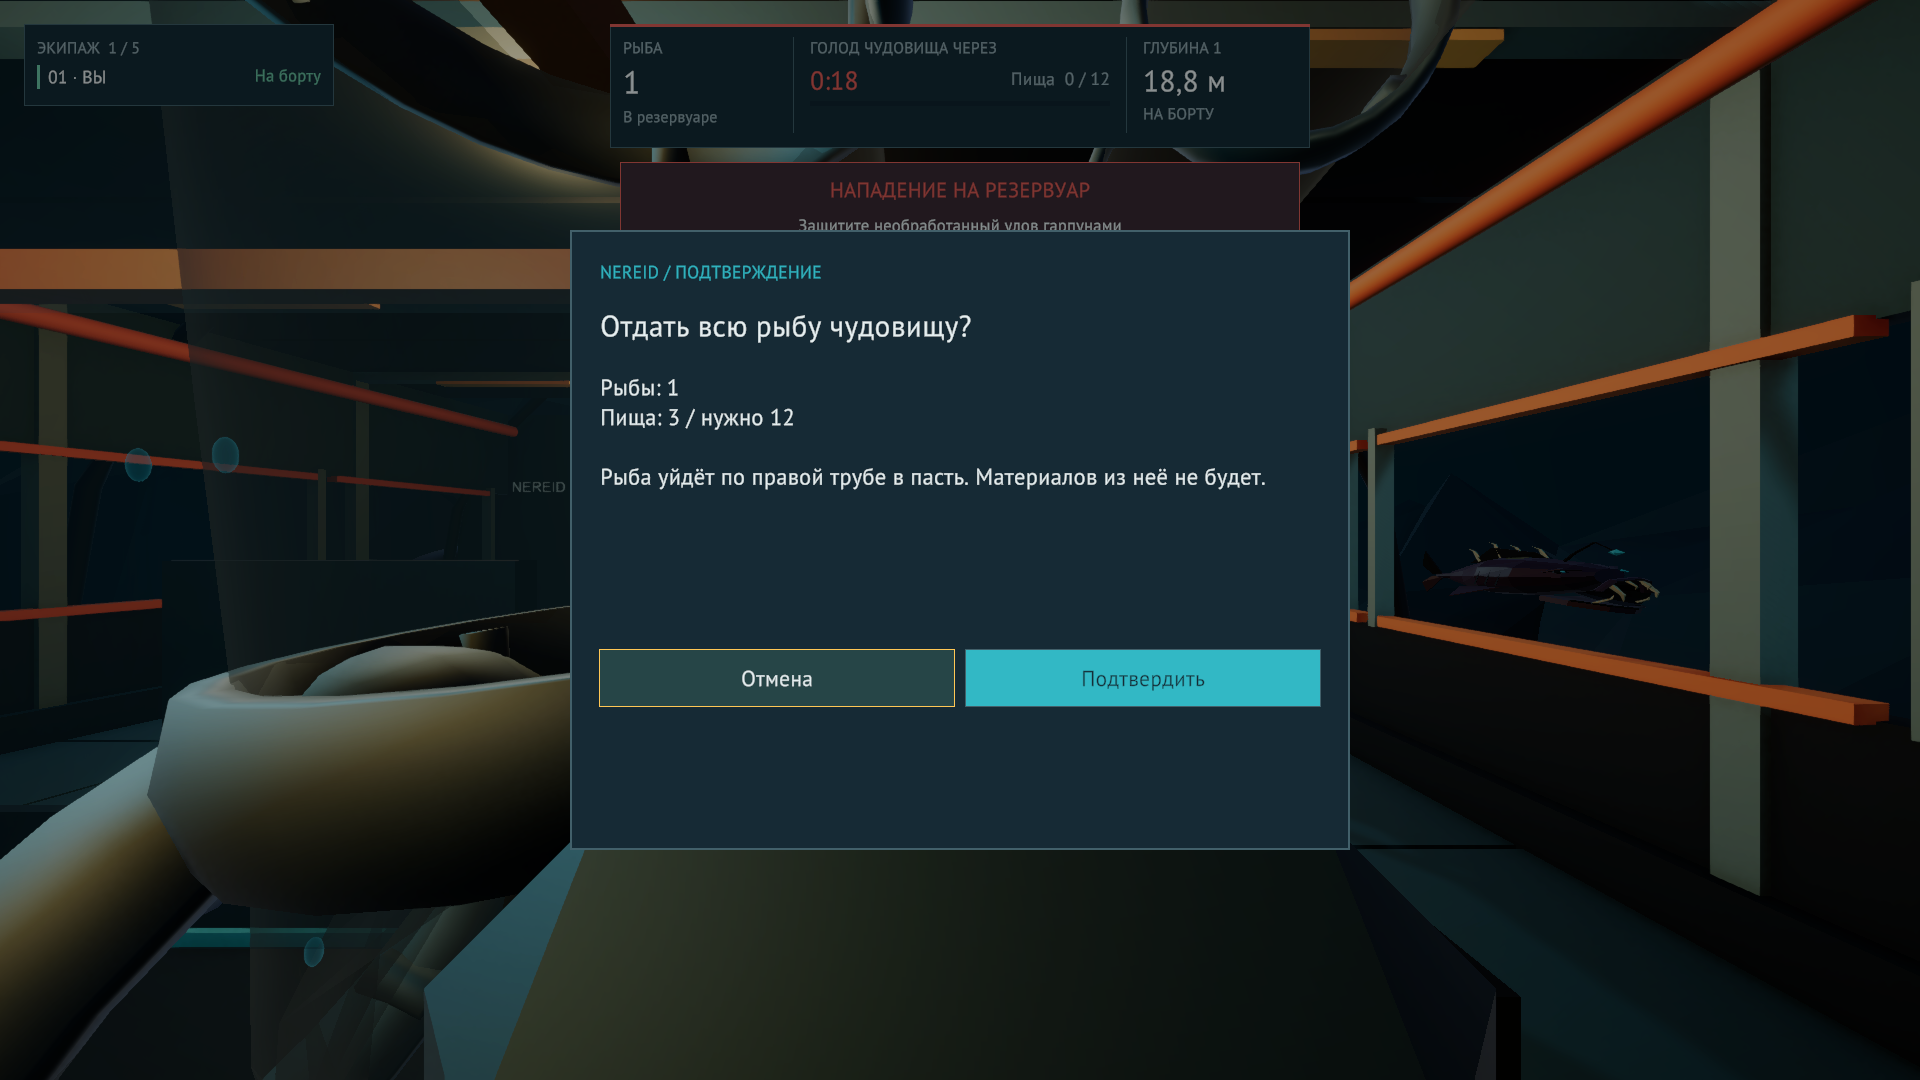 ЭКИПАЖ 1 / 5
01 · ВЫ
На борту
РЫБА
1
В резервуаре
ГОЛОД ЧУДОВИЩА ЧЕРЕЗ
0:18
Пища 0 / 12
ГЛУБИНА 1
18,8 м
НА БОРТУ
НАПАДЕНИЕ НА РЕЗЕРВУАР
Защитите необработанный улов гарпунами
NEREID / ПОДТВЕРЖДЕНИЕ
Отдать всю рыбу чудовищу?
Рыбы: 1
Пища: 3 / нужно 12
Рыба уйдёт по правой трубе в пасть. Материалов из неё не будет.
NEREID
Отмена
Подтвердить